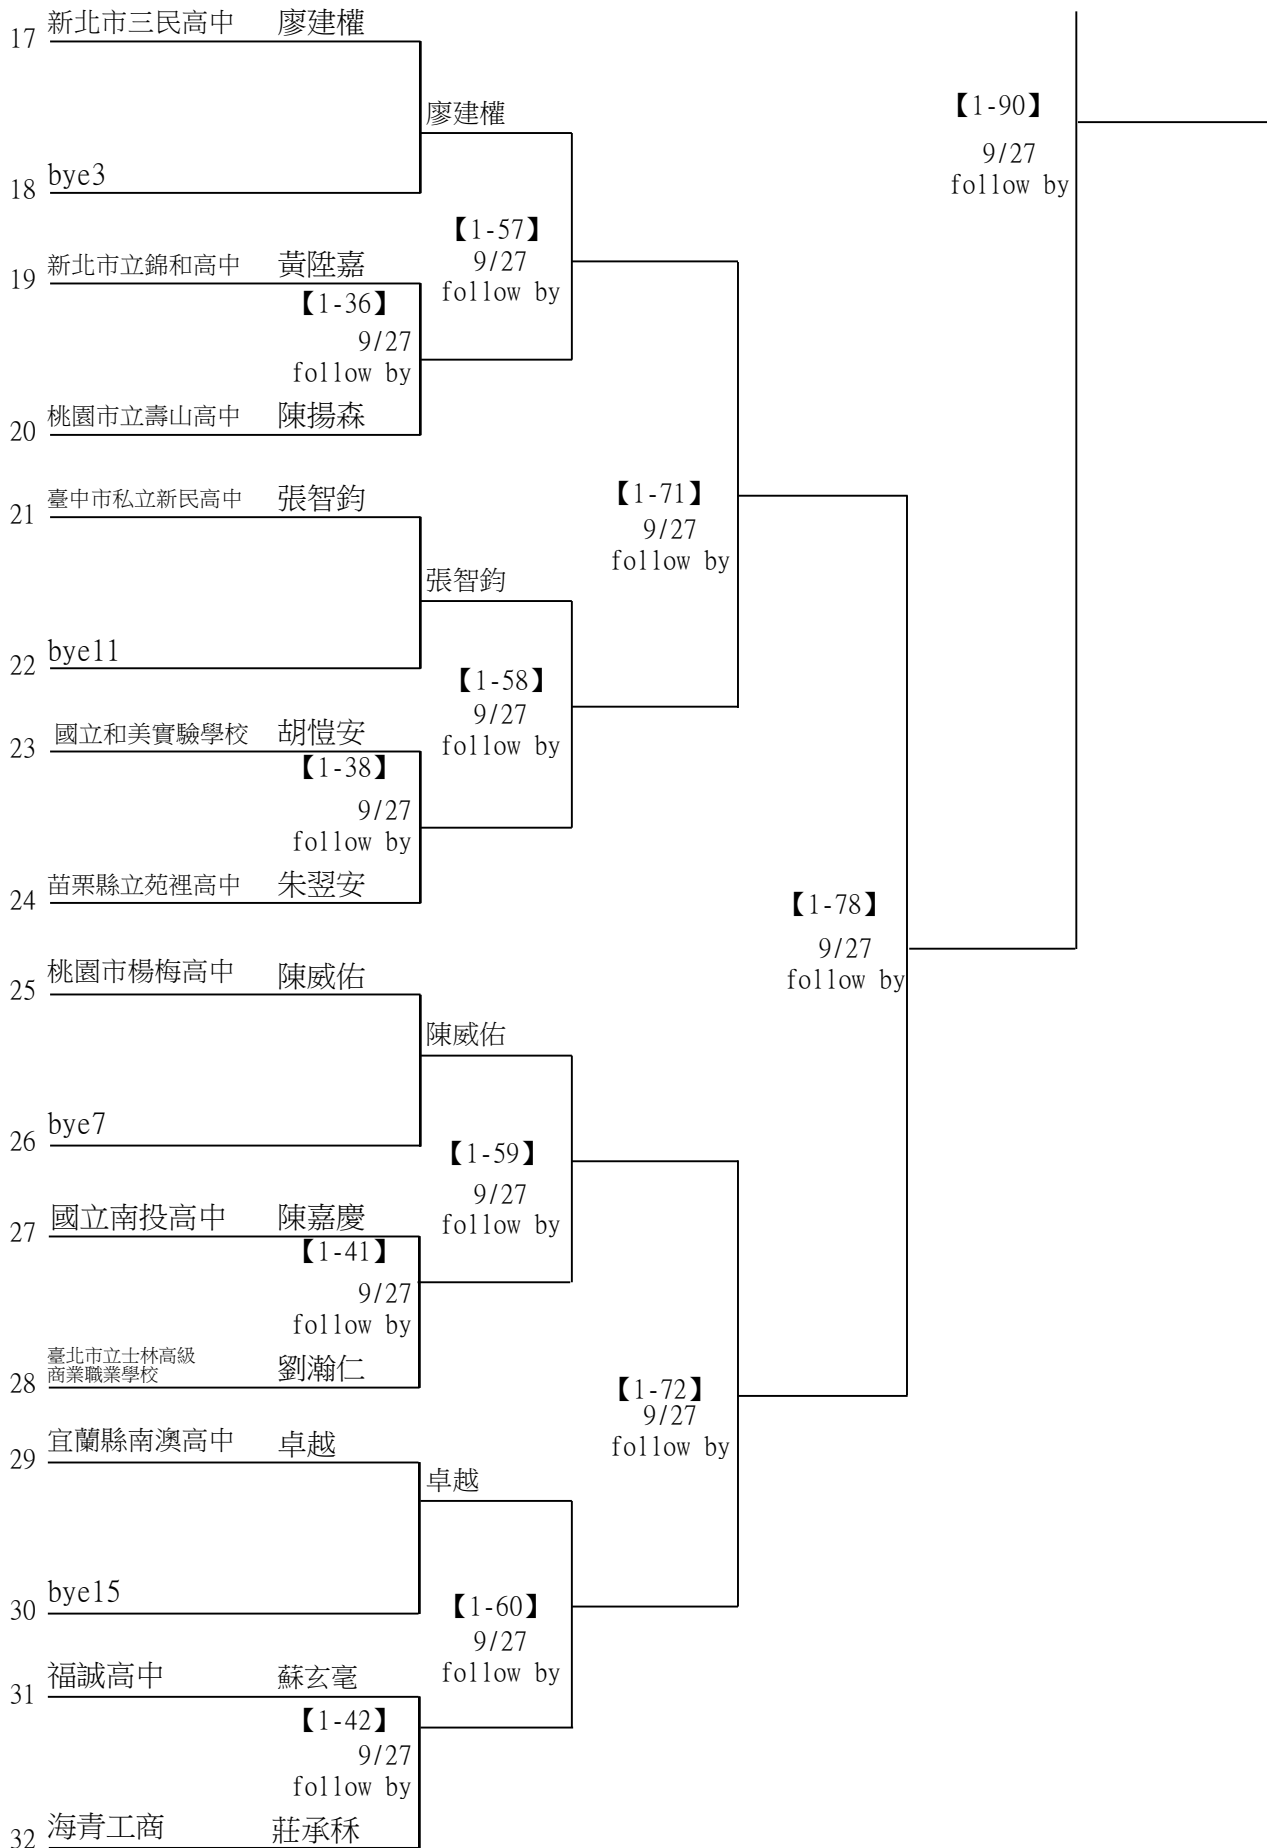 17 新北市三民高中 廖建權
廖建權
【1-90】
9/27
follow by
18 bye3
【1-57】
9/27
follow by
19 新北市立錦和高中 黃陞嘉
【1-36】
9/27
follow by
20 桃園市立壽山高中 陳揚森
【1-71】
9/27
follow by
21 臺中市私立新民高中 張智鈞
張智鈞
22 bye11
【1-58】
9/27
follow by
23 國立和美實驗學校 胡愷安
【1-38】
9/27
follow by
24 苗栗縣立苑裡高中 朱翌安
【1-78】
9/27
follow by
25 桃園市楊梅高中 陳威佑
陳威佑
26 bye7
【1-59】
9/27
follow by
27 國立南投高中 陳嘉慶
【1-41】
9/27
follow by
28 臺北市立士林高級
商業職業學校 劉瀚仁
【1-72】
9/27
follow by
29 宜蘭縣南澳高中 卓越
卓越
30 bye15
【1-60】
9/27
follow by
31 福誠高中 蘇玄毫
【1-42】
9/27
follow by
32 海青工商 莊承秝